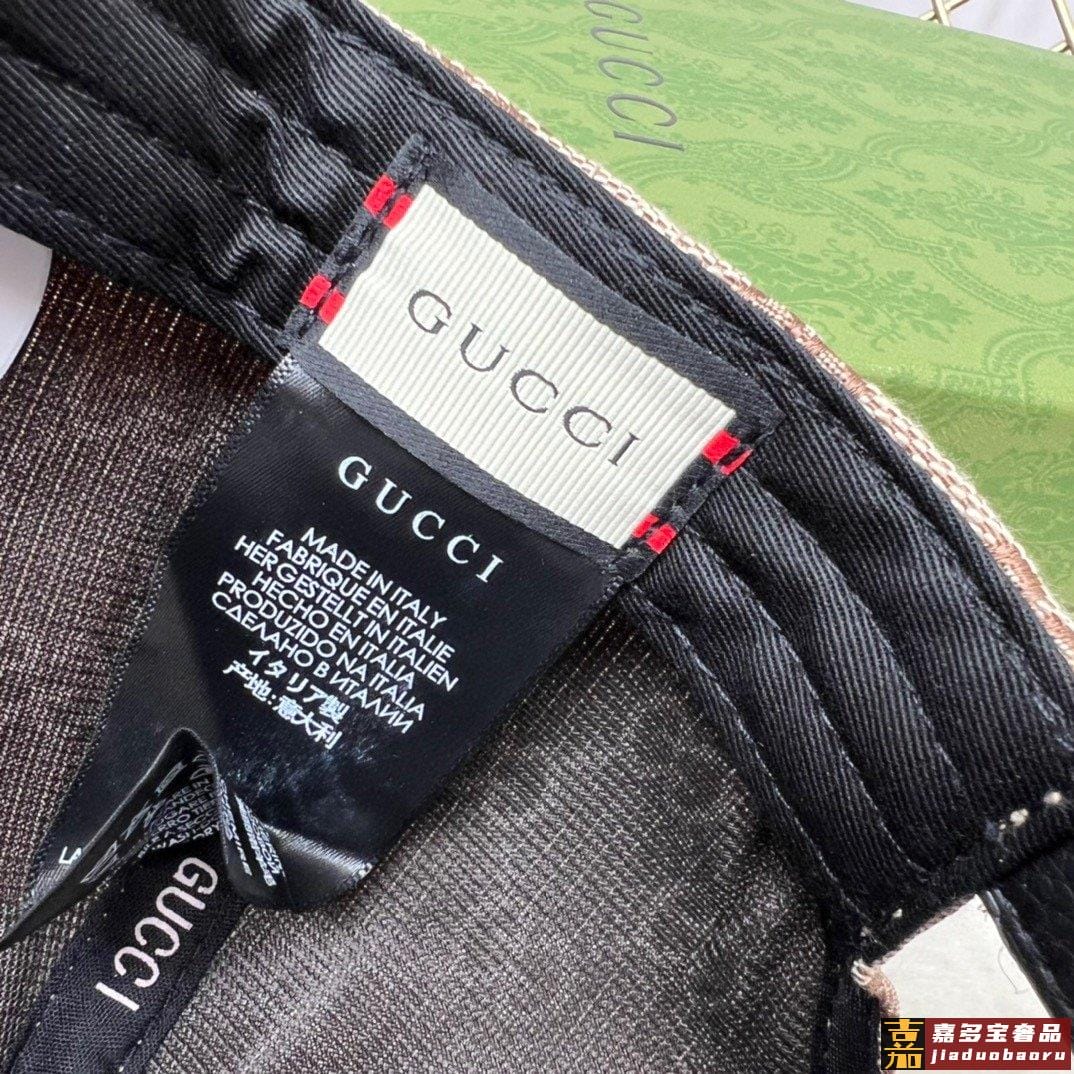 GUCCI
GUCCI
GUCCI
MADE IN ITALY
FABRIQUE EN ITALIE
HERGESTELLT IN ITALIEN
HECHO EN ITALIA
PRODUZIDO NA ITALIA
СДЕЛАНО В ИТАЛИИ
イタリア製
产地:意大利
GUCCI
嘉多宝奢品
jiaduobaoru